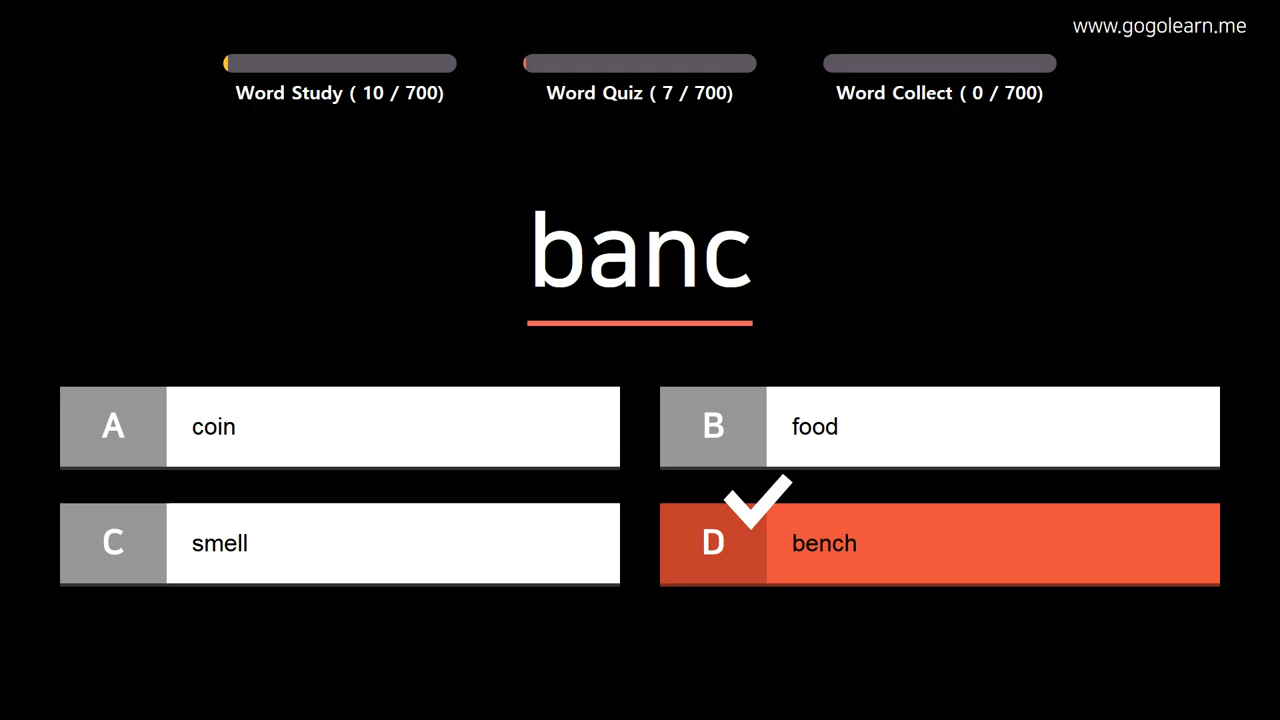 www.gogolearn.me
Word Study ( 10 / 700)
Word Quiz ( 7 / 700)
Word Collect ( 0 / 700)
banc
A coin
B food
C smell
D bench